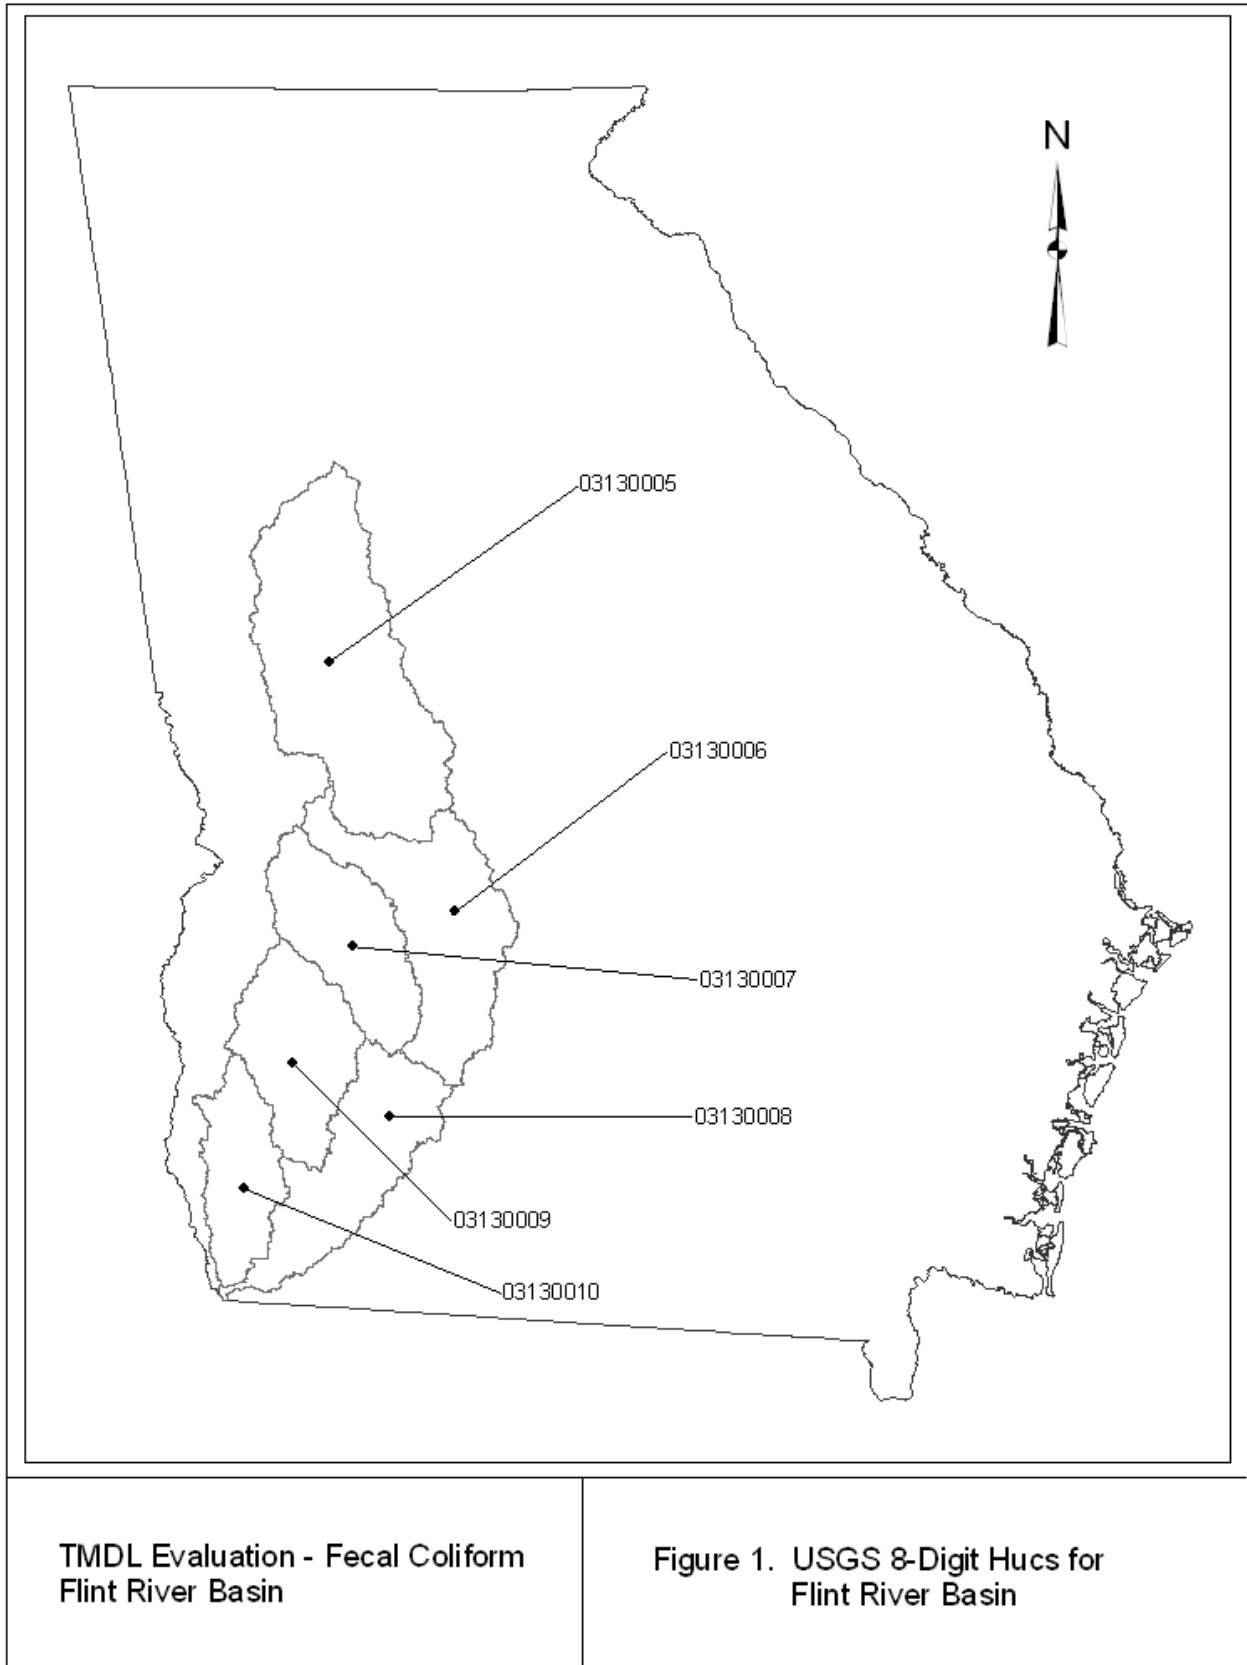 N
03130005
03130006
03130007
03130008
03130009
03130010
TMDL Evaluation - Fecal Coliform
Flint River Basin
Figure 1. USGS 8-Digit Hucs for
Flint River Basin